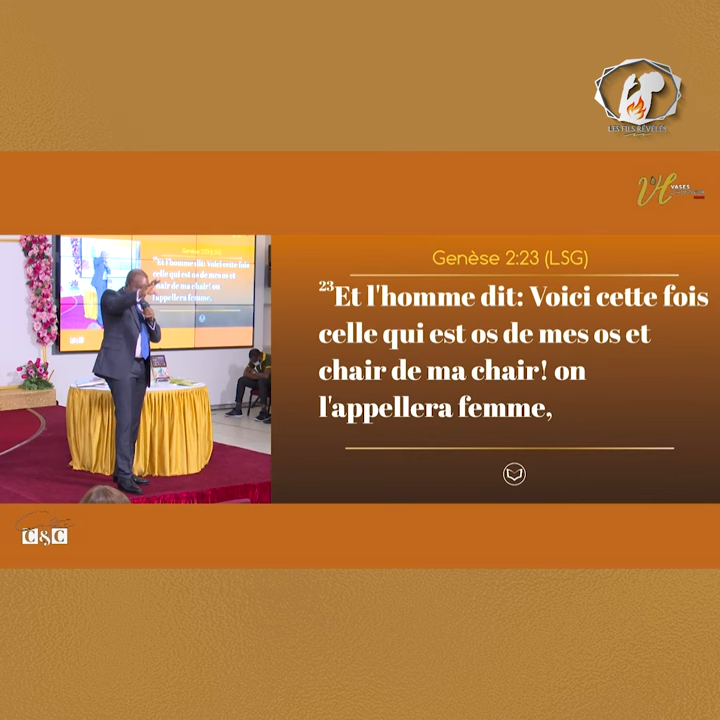 LES FILS RÉVÉLÉS
VH VASES
Genèse 2:23 (LSG)
23Et l'homme dit: Voici cette fois
celle qui est os de mes os et
chair de ma chair! on
l'appellera femme,
Genèse 2:23 (LSG)
23Et l'homme dit: Voici cette fois
celle qui est os de mes os et
chair de ma chair! on
l'appellera femme,
C&C